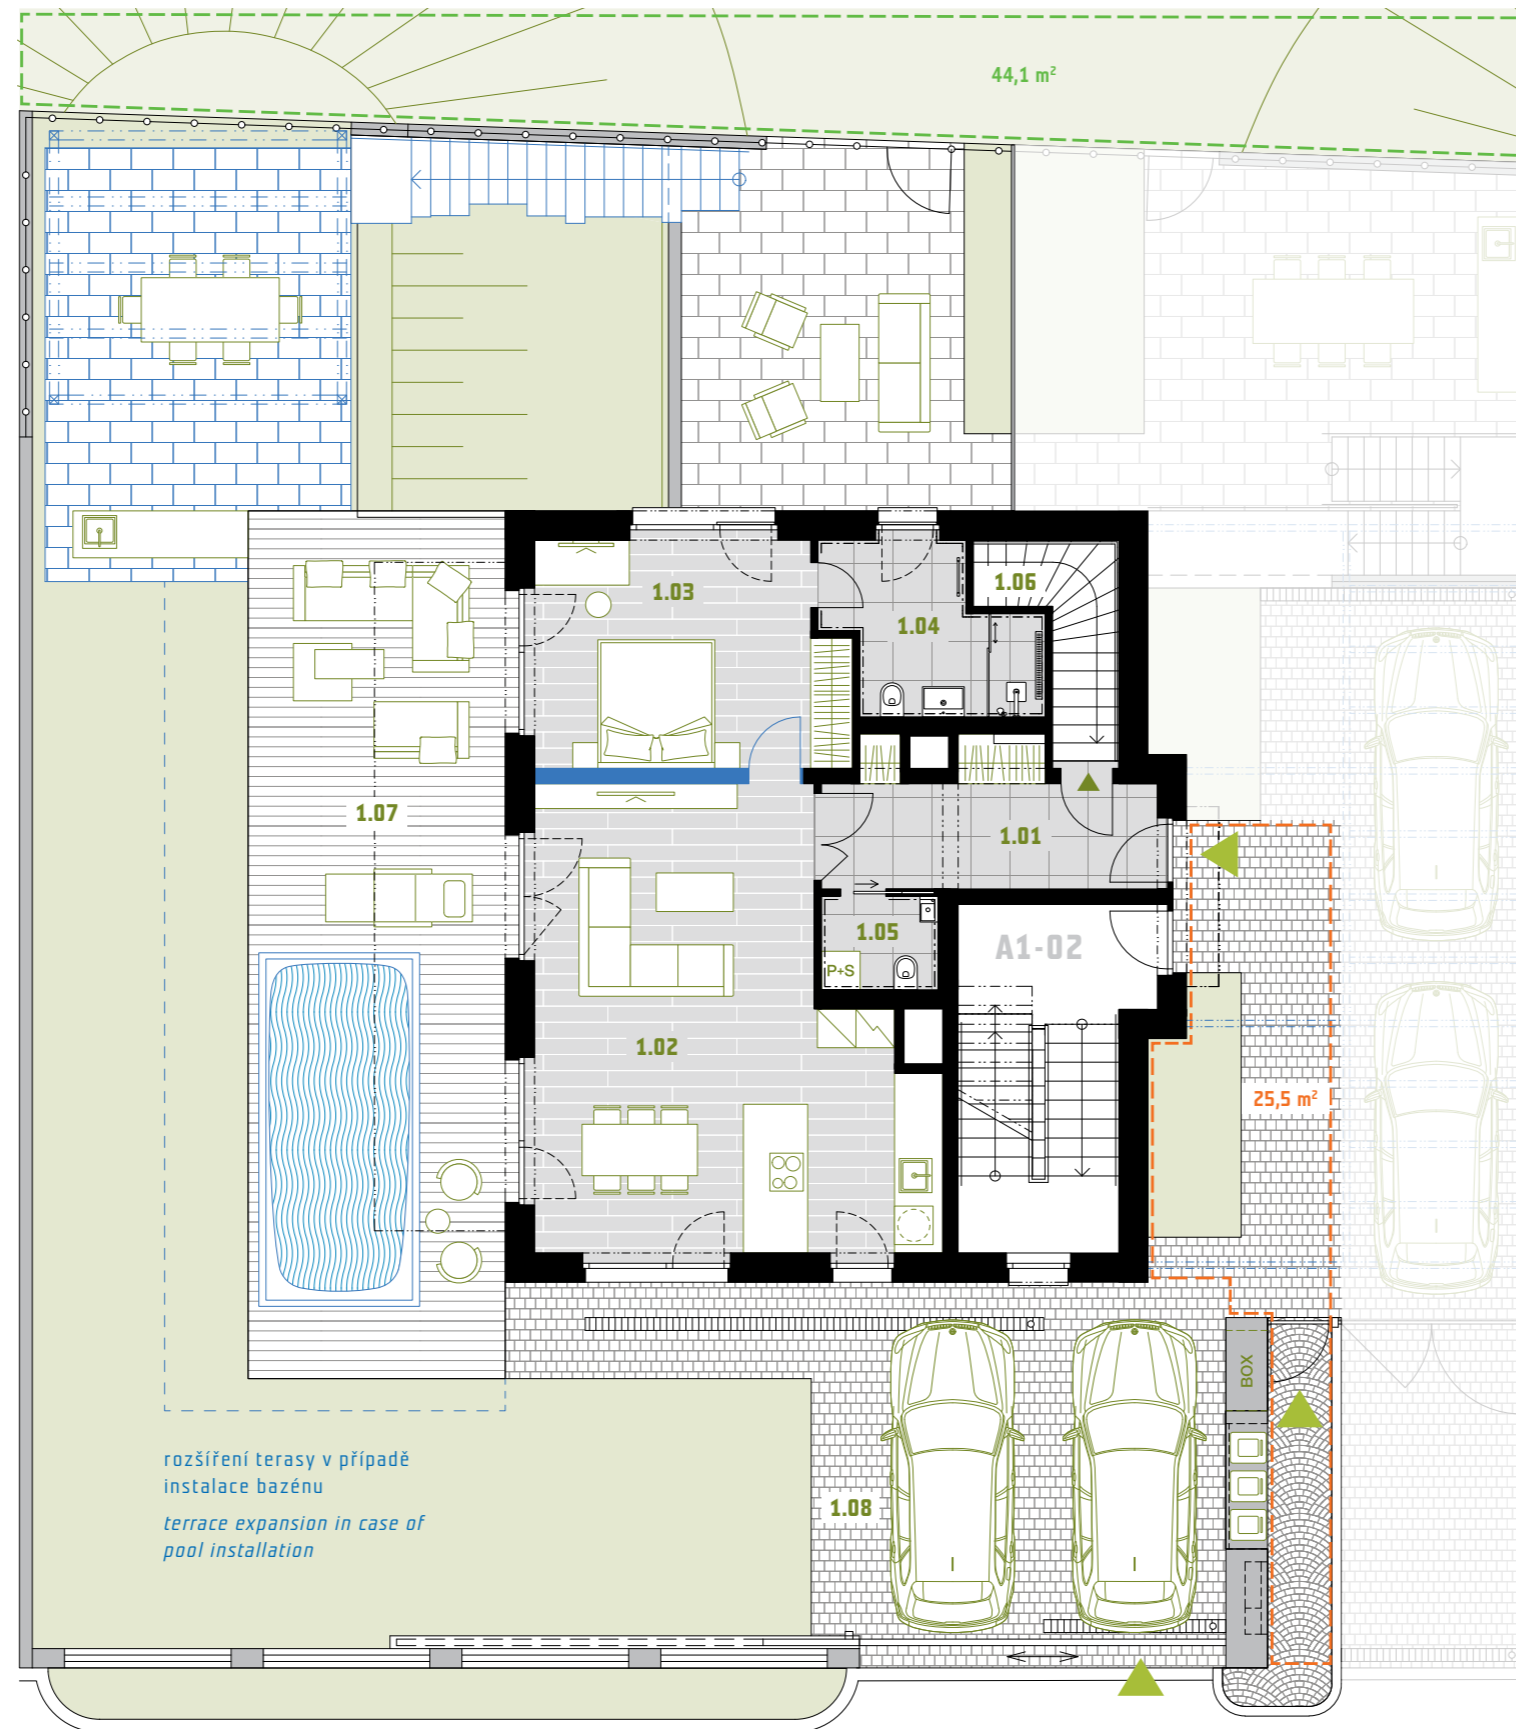 44,1 m²
1.03
1.06
1.04
1.07
1.01
1.05
A1-02
P+S
1.02
25,5 m²
BOX
rozšíření terasy v případě
instalace bazénu
terrace expansion in case of
pool installation
1.08